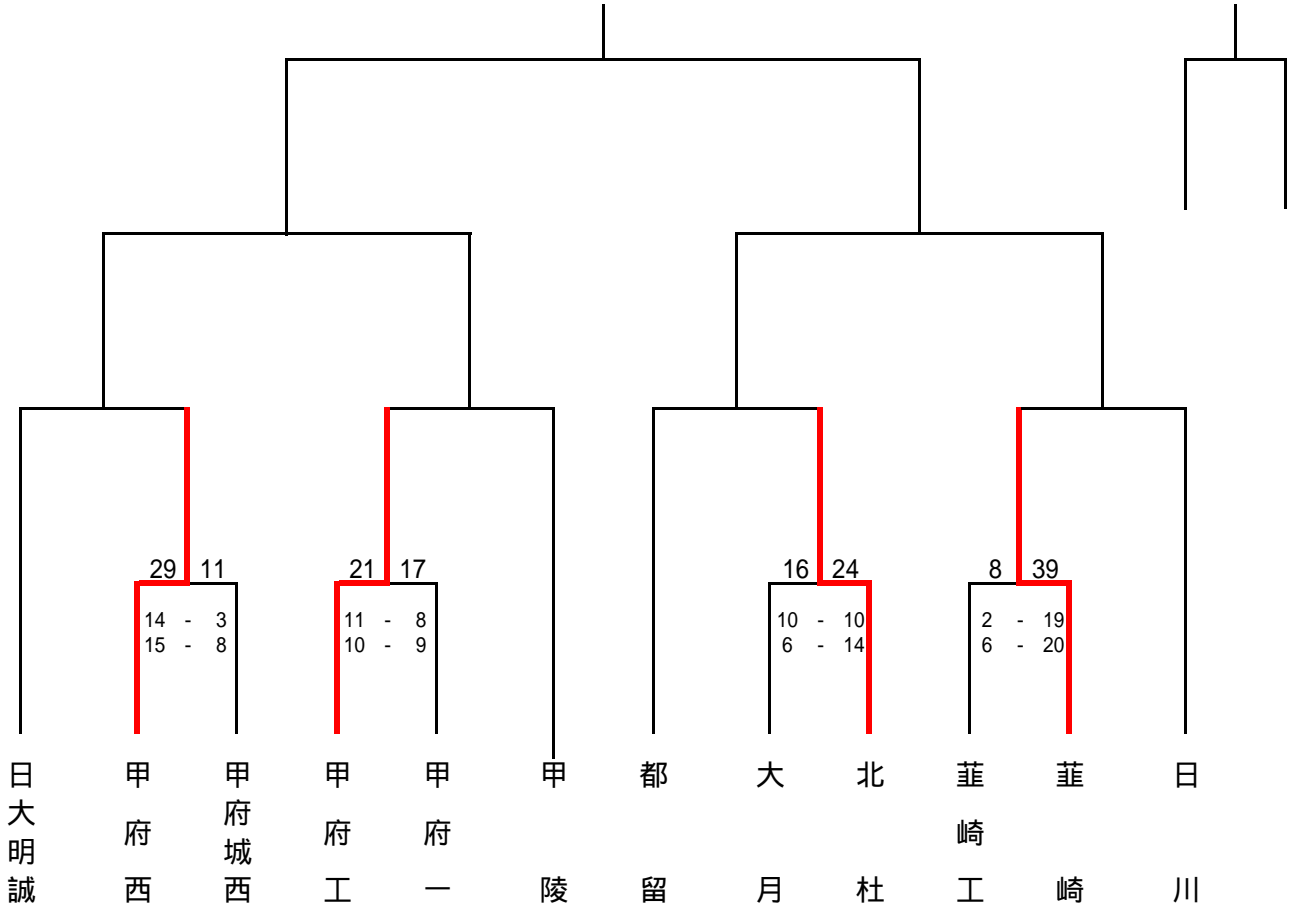 29 11 21 17 16 24 8 39
14 - 3 11 - 8 10 - 10 2 - 19
15 - 8 10 - 9 6 - 14 6 - 20
日大明誠
甲府西
甲府城西
甲府工
甲府一
甲陵
都留
大月
北杜
韮崎工
韮崎
日川